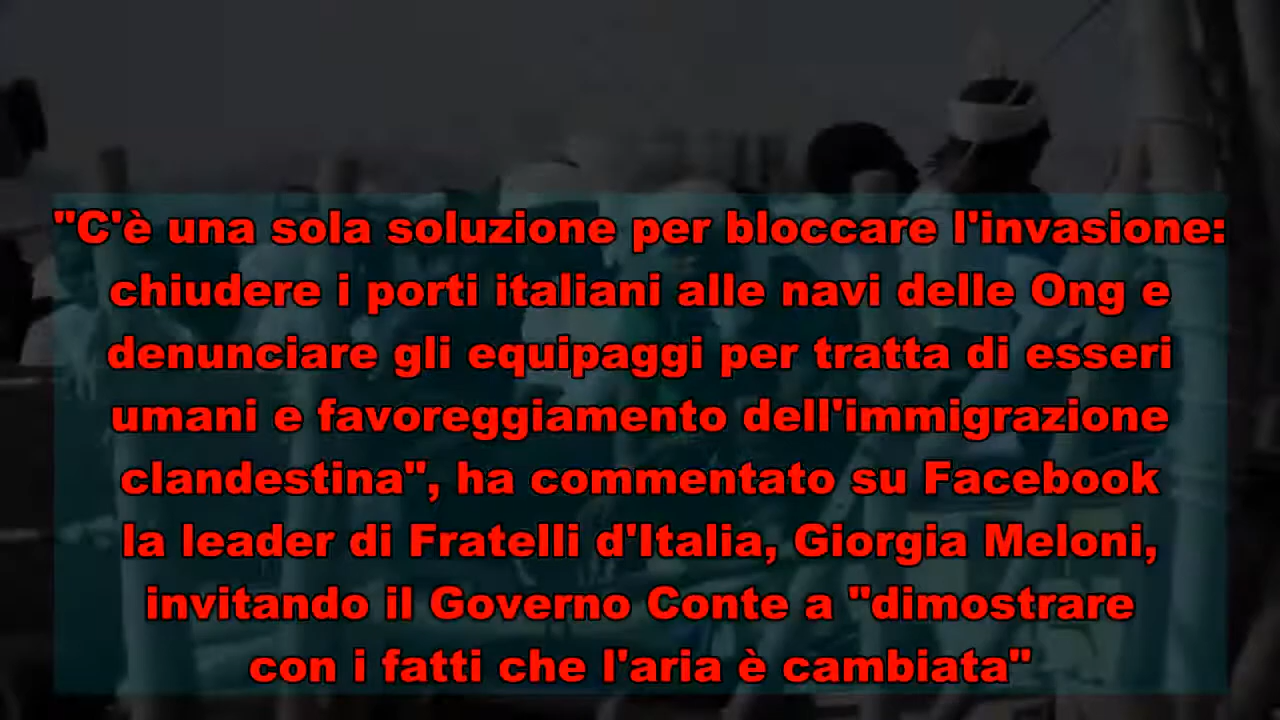 "C'è una sola soluzione per bloccare l'invasione:
chiudere i porti italiani alle navi delle Ong e
denunciare gli equipaggi per tratta di esseri
umani e favoreggiamento dell'immigrazione
clandestina", ha commentato su Facebook
la leader di Fratelli d'Italia, Giorgia Meloni,
invitando il Governo Conte a "dimostrare
con i fatti che l'aria è cambiata"